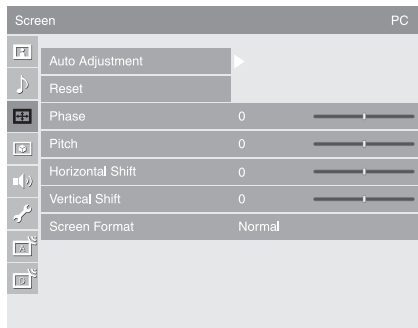 Screen PC
Auto Adjustment
Reset
Phase 0
Pitch 0
Horizontal Shift 0
Vertical Shift 0
Screen Format Normal
A
D